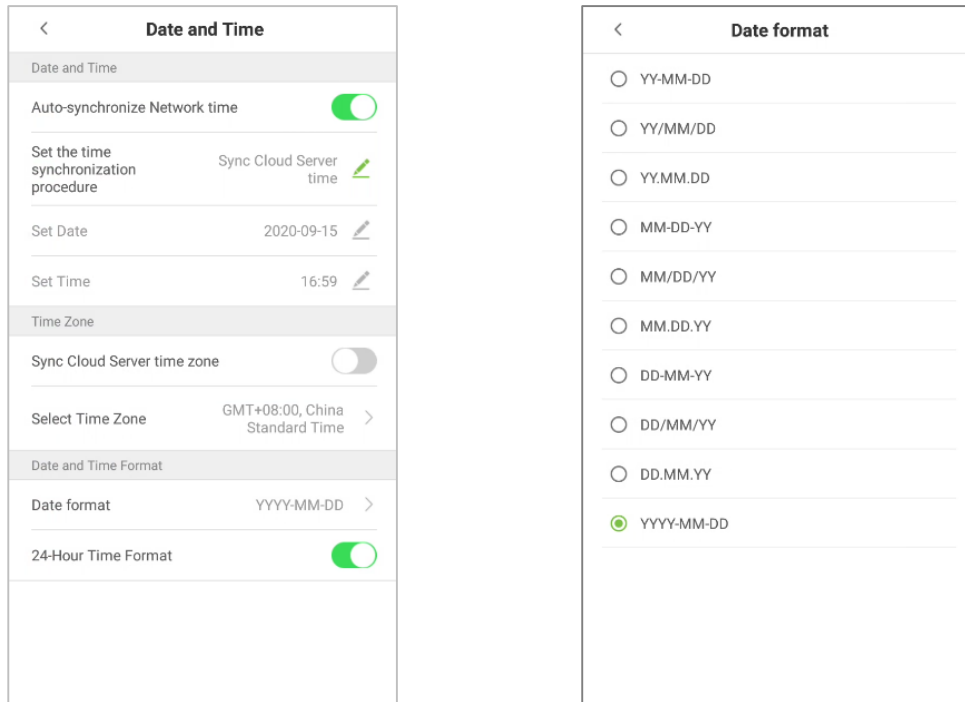 Date and Time
Date and Time
Auto-synchronize Network time
Set the time
synchronization
procedure
Sync Cloud Server
time
Set Date
2020-09-15
Set Time
16:59
Time Zone
Sync Cloud Server time zone
Select Time Zone
GMT+08:00, China
Standard Time
Date and Time Format
Date format
YYYY-MM-DD
24-Hour Time Format
Date format
YY-MM-DD
YY/MM/DD
YY.MM.DD
MM-DD-YY
MM/DD/YY
MM.DD.YY
DD-MM-YY
DD/MM/YY
DD.MM.YY
YYYY-MM-DD